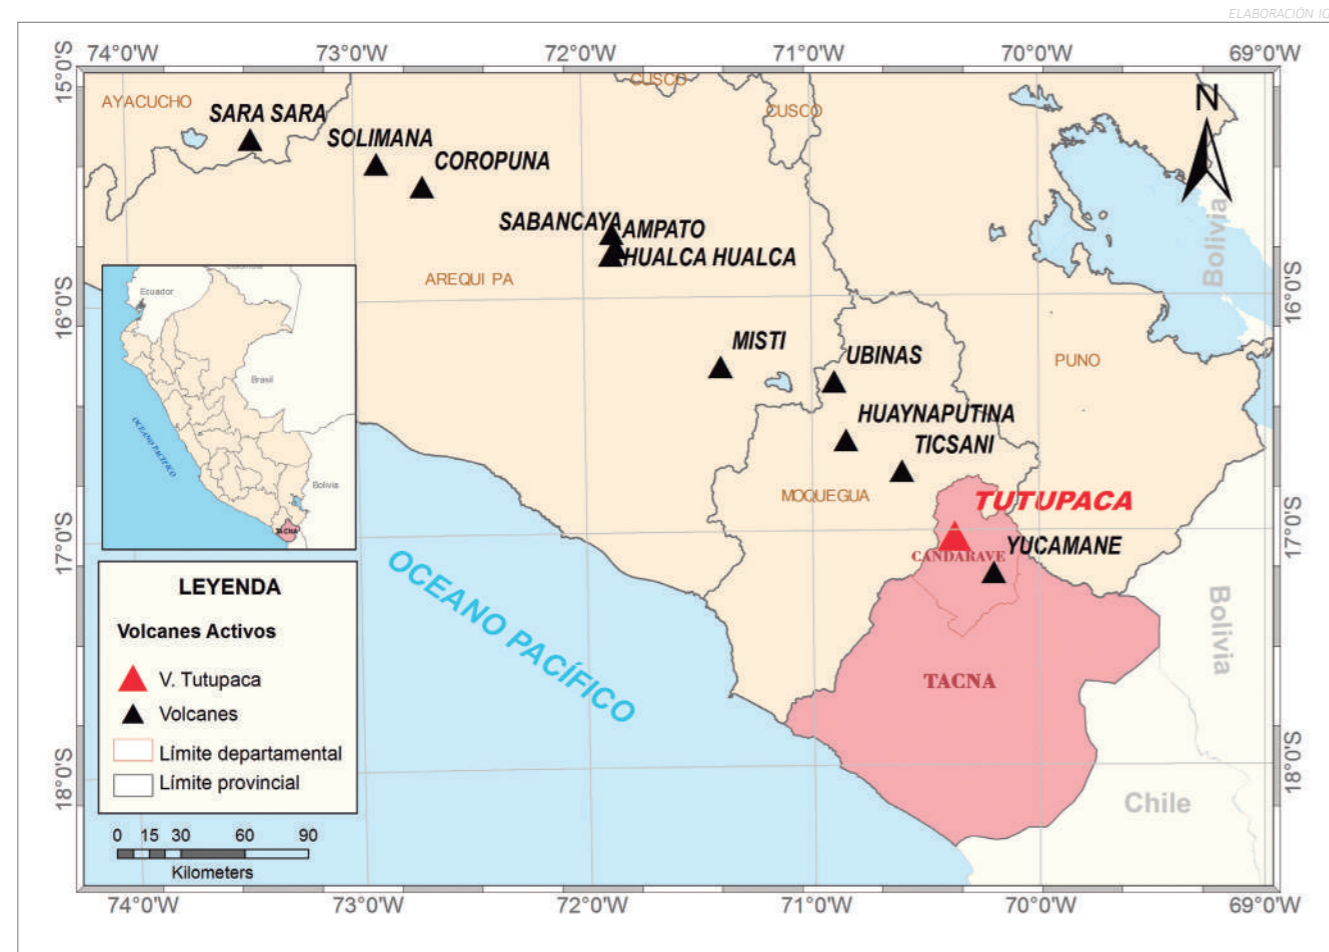 ELABORACIÓN IG
74°0'W 73°0'W 72°0'W 71°0'W 70°0'W 69°0'W
15°0'S
15°0'S
AYACUCHO
CUSCO
CUSCO
N
SARA SARA
SOLIMANA
COROPUNA
SABANCAYA
AMPATO
HUALCA HUALCA
AREQUI PA
Bolivia
16°0'S
16°0'S
Ecuador
Brasil
OCEANO PACIFICO
Bolivia
TACNA
MISTI
UBINAS
PUNO
HUAYNAPUTINA
TICSANI
MOQUEGUA
TUTUPACA
17°0'S
17°0'S
CANDARAVE
YUCAMANE
OCEANO PACÍFICO
Bolivia
TACNA
Chile
18°0'S
18°0'S
LEYENDA
Volcanes Activos
V. Tutupaca
Volcanes
Límite departamental
Límite provincial
0 15 30 60 90
Kilometers
74°0'W 73°0'W 72°0'W 71°0'W 70°0'W 69°0'W